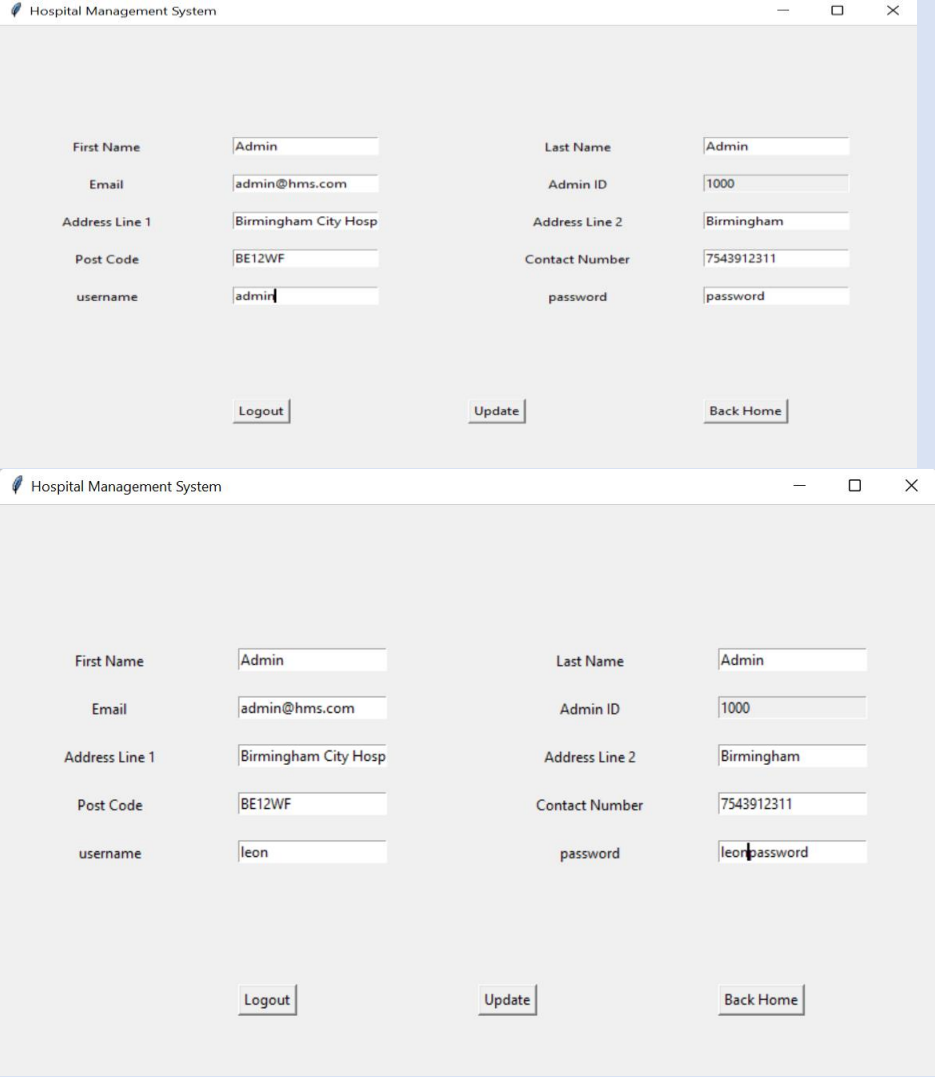 Hospital Management System
First Name Admin Last Name Admin
Email admin@hms.com Admin ID 1000
Address Line 1 Birmingham City Hosp Address Line 2 Birmingham
Post Code BE12WF Contact Number 7543912311
username admin password password
Logout Update Back Home
Hospital Management System
First Name Admin Last Name Admin
Email admin@hms.com Admin ID 1000
Address Line 1 Birmingham City Hosp Address Line 2 Birmingham
Post Code BE12WF Contact Number 7543912311
username leon password leonpassword
Logout Update Back Home